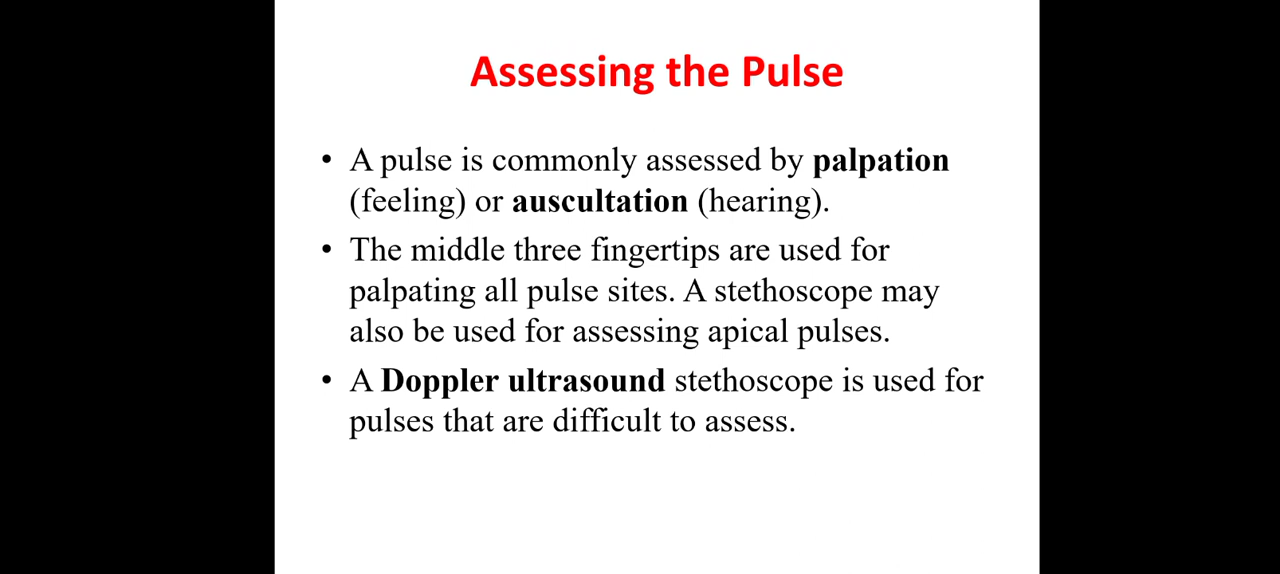 Assessing the Pulse
• A pulse is commonly assessed by palpation
(feeling) or auscultation (hearing).
• The middle three fingertips are used for
palpating all pulse sites. A stethoscope may
also be used for assessing apical pulses.
• A Doppler ultrasound stethoscope is used for
pulses that are difficult to assess.